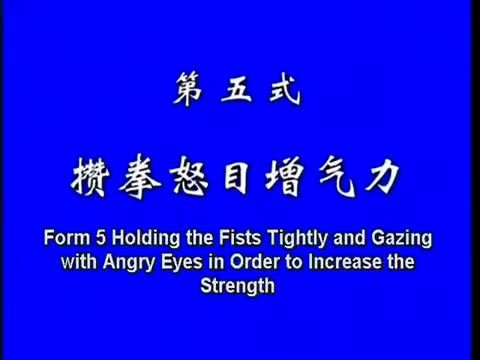 第五式
攒拳怒目增气力
Form 5 Holding the Fists Tightly and Gazing
with Angry Eyes in Order to Increase the
Strength